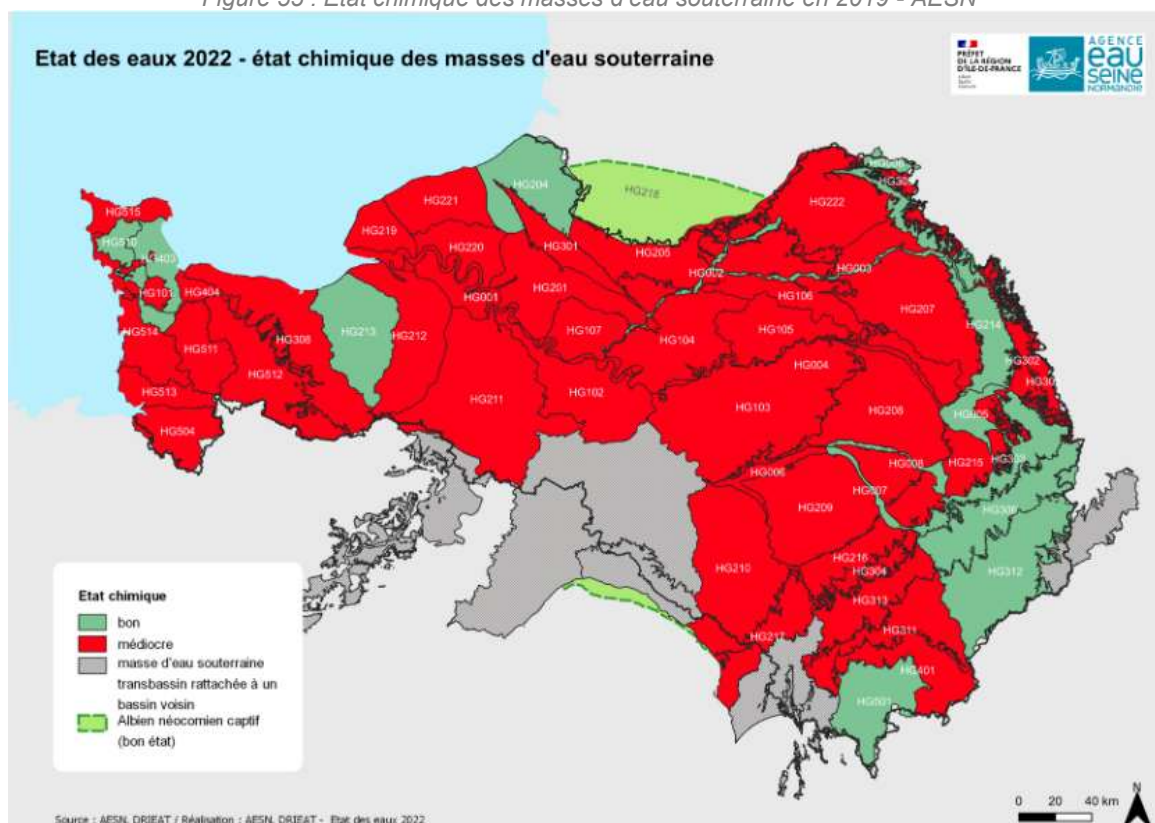 Figure 55 : Etat chimique des masses d'eau souterraine en 2019 - AESN
Etat des eaux 2022 - état chimique des masses d'eau souterraine
PRÉFET
DE LA RÉGION
D'ÎLE-DE-FRANCE
AGENCE
eau
SEINE
NORMANDIE
HG204
HG218
HG222
HG515
HG221
HG510
HG219
HG403
HG220
HG301
HG205
HG002
HG003
HG101
HG404
HG001
HG201
HG106
HG207
HG514
HG308
HG213
HG212
HG107
HG104
HG105
HG214
HG511
HG004
HG302
HG512
HG513
HG211
HG102
HG103
HG208
HG005
HG504
HG006
HG008
HG215
HG007
HG209
HG306
HG216
HG210
HG304
HG312
HG313
HG217
HG311
HG401
HG501
Etat chimique
bon
médiocre
masse d'eau souterraine
transbassin rattachée à un
bassin voisin
Albien néocomien captif
(bon état)
0 20 40 km
N
Source : AESN, DRIEAT / Réalisation : AESN, DRIEAT - Etat des eaux 2022